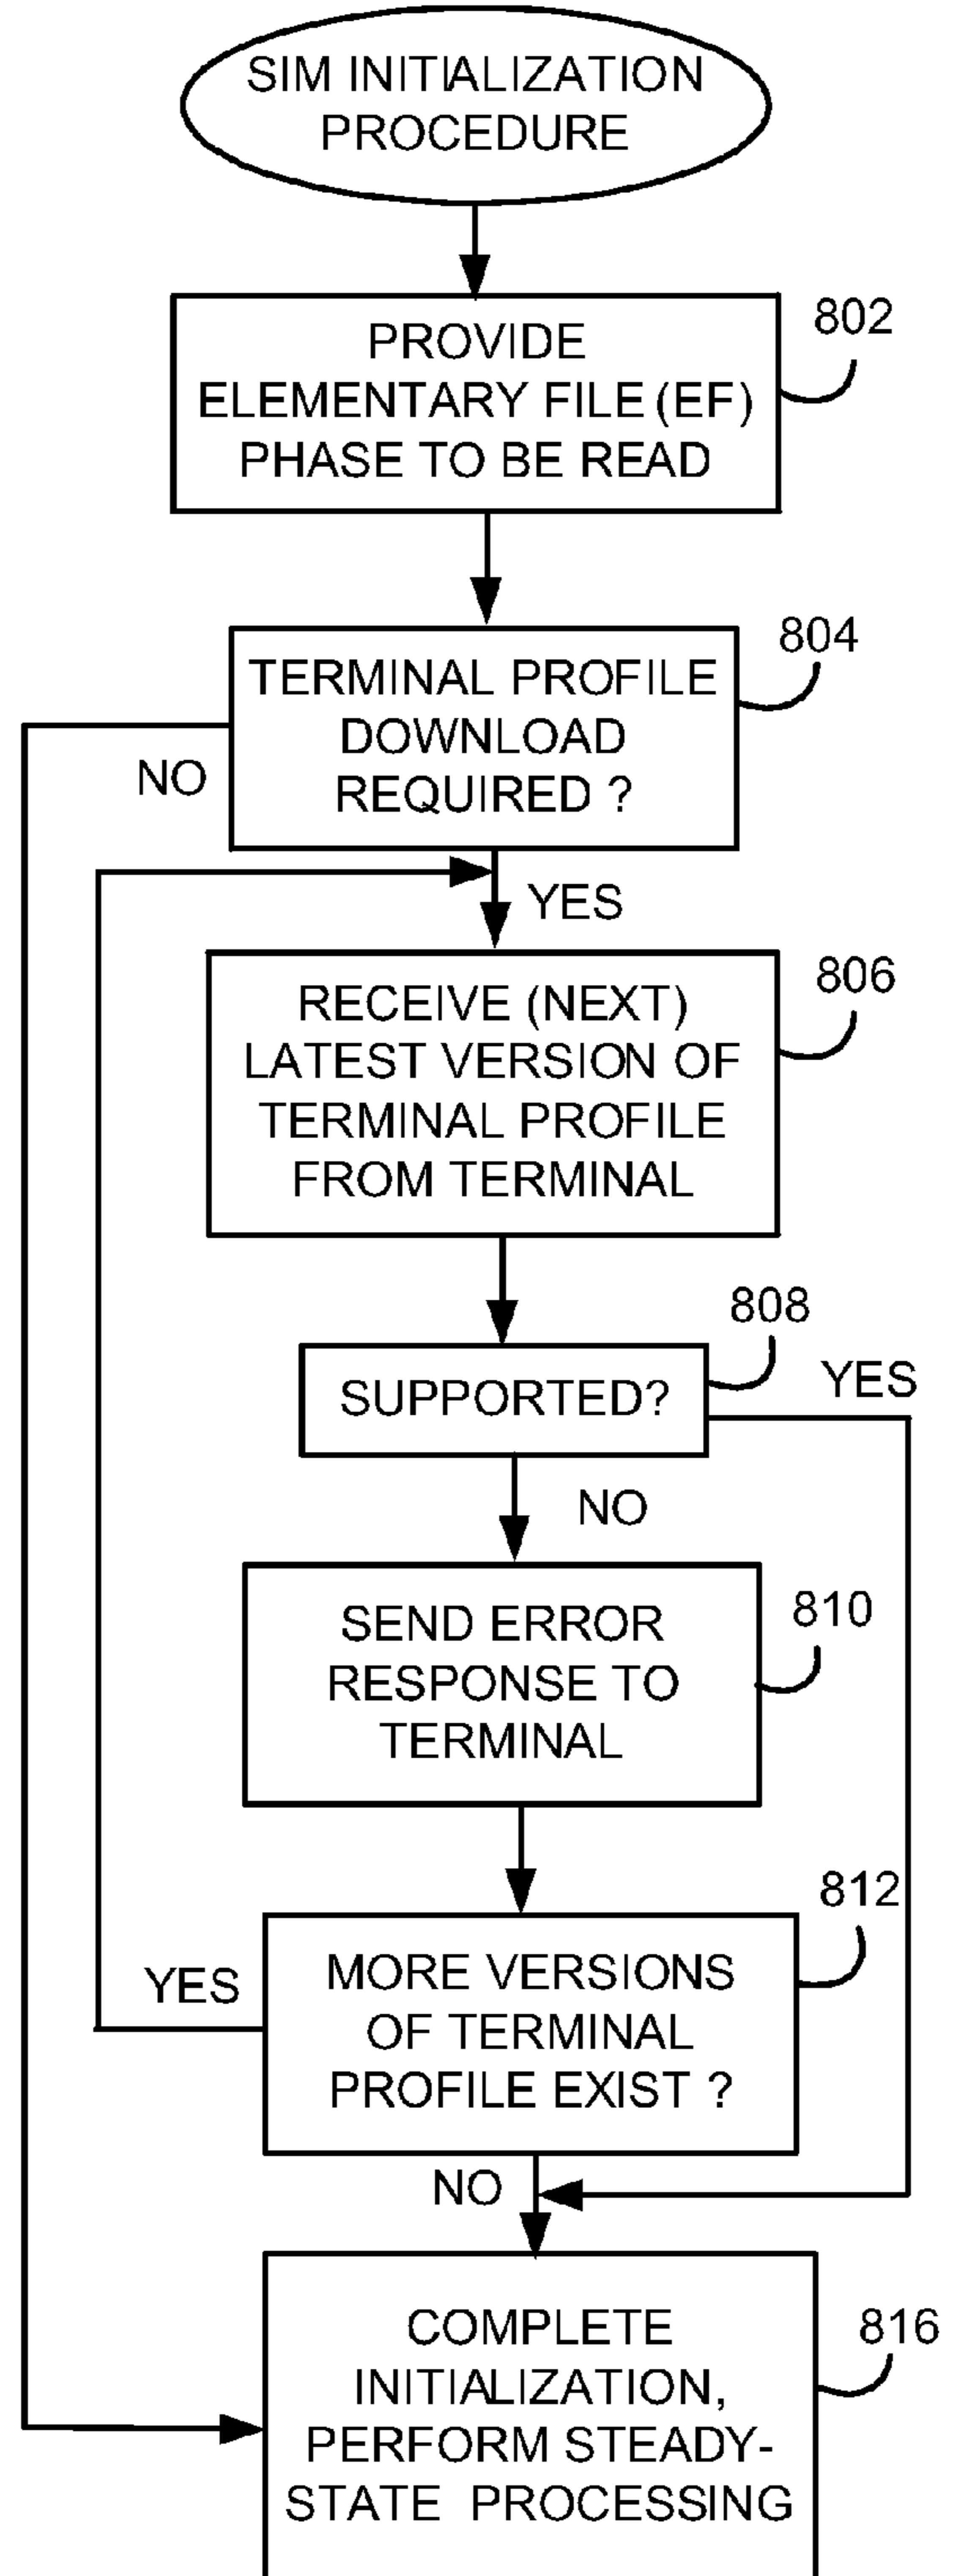 SIM INITIALIZATION
PROCEDURE
802
PROVIDE
ELEMENTARY FILE (EF)
PHASE TO BE READ
804
TERMINAL PROFILE
DOWNLOAD
REQUIRED ?
NO
YES
806
RECEIVE (NEXT)
LATEST VERSION OF
TERMINAL PROFILE
FROM TERMINAL
808
SUPPORTED?
YES
NO
810
SEND ERROR
RESPONSE TO
TERMINAL
812
MORE VERSIONS
OF TERMINAL
PROFILE EXIST ?
YES
NO
816
COMPLETE
INITIALIZATION,
PERFORM STEADY-
STATE PROCESSING